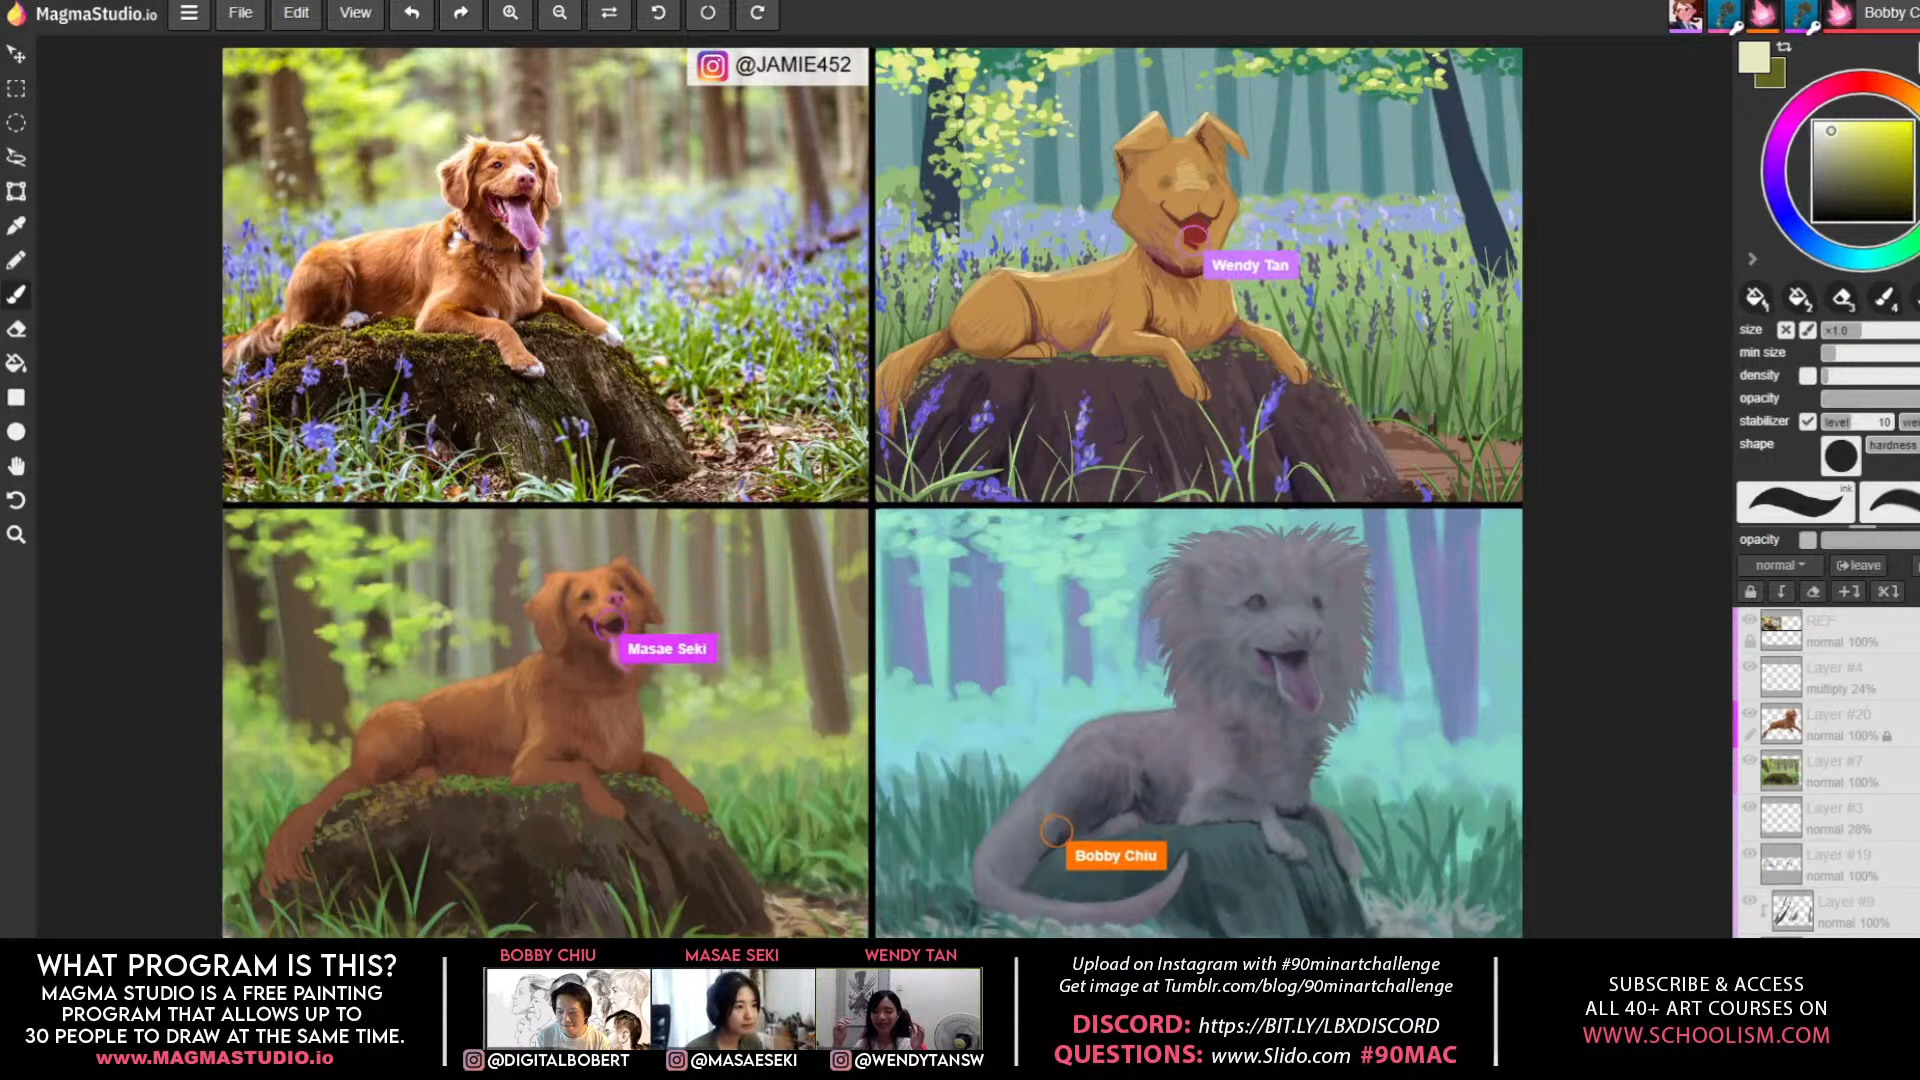 MagmaStudio.io
File
Edit
View
Bobby C
@JAMIE452
Wendy Tan
Masae Seki
Bobby Chiu
size
×1.0
min size
density
opacity
stabilizer
level 10
shape
hardness
ink
opacity
normal
leave
REF
normal 100%
Layer #4
multiply 24%
Layer #20
normal 100%
Layer #7
normal 100%
Layer #3
normal 28%
Layer #19
normal 100%
Layer #9
normal 100%
WHAT PROGRAM IS THIS?
MAGMA STUDIO IS A FREE PAINTING
PROGRAM THAT ALLOWS UP TO
30 PEOPLE TO DRAW AT THE SAME TIME.
www.MAGMASTUDIO.io
BOBBY CHIU
MASAE SEKI
WENDY TAN
@DIGITALBOBERT
@MASAESEKI
@WENDYTANSW
Upload on Instagram with #90minartchallenge
Get image at Tumblr.com/blog/90minartchallenge
DISCORD: https://BIT.LY/LBXDISCORD
QUESTIONS: www.Slido.com #90MAC
SUBSCRIBE & ACCESS
ALL 40+ ART COURSES ON
WWW.SCHOOLISM.COM